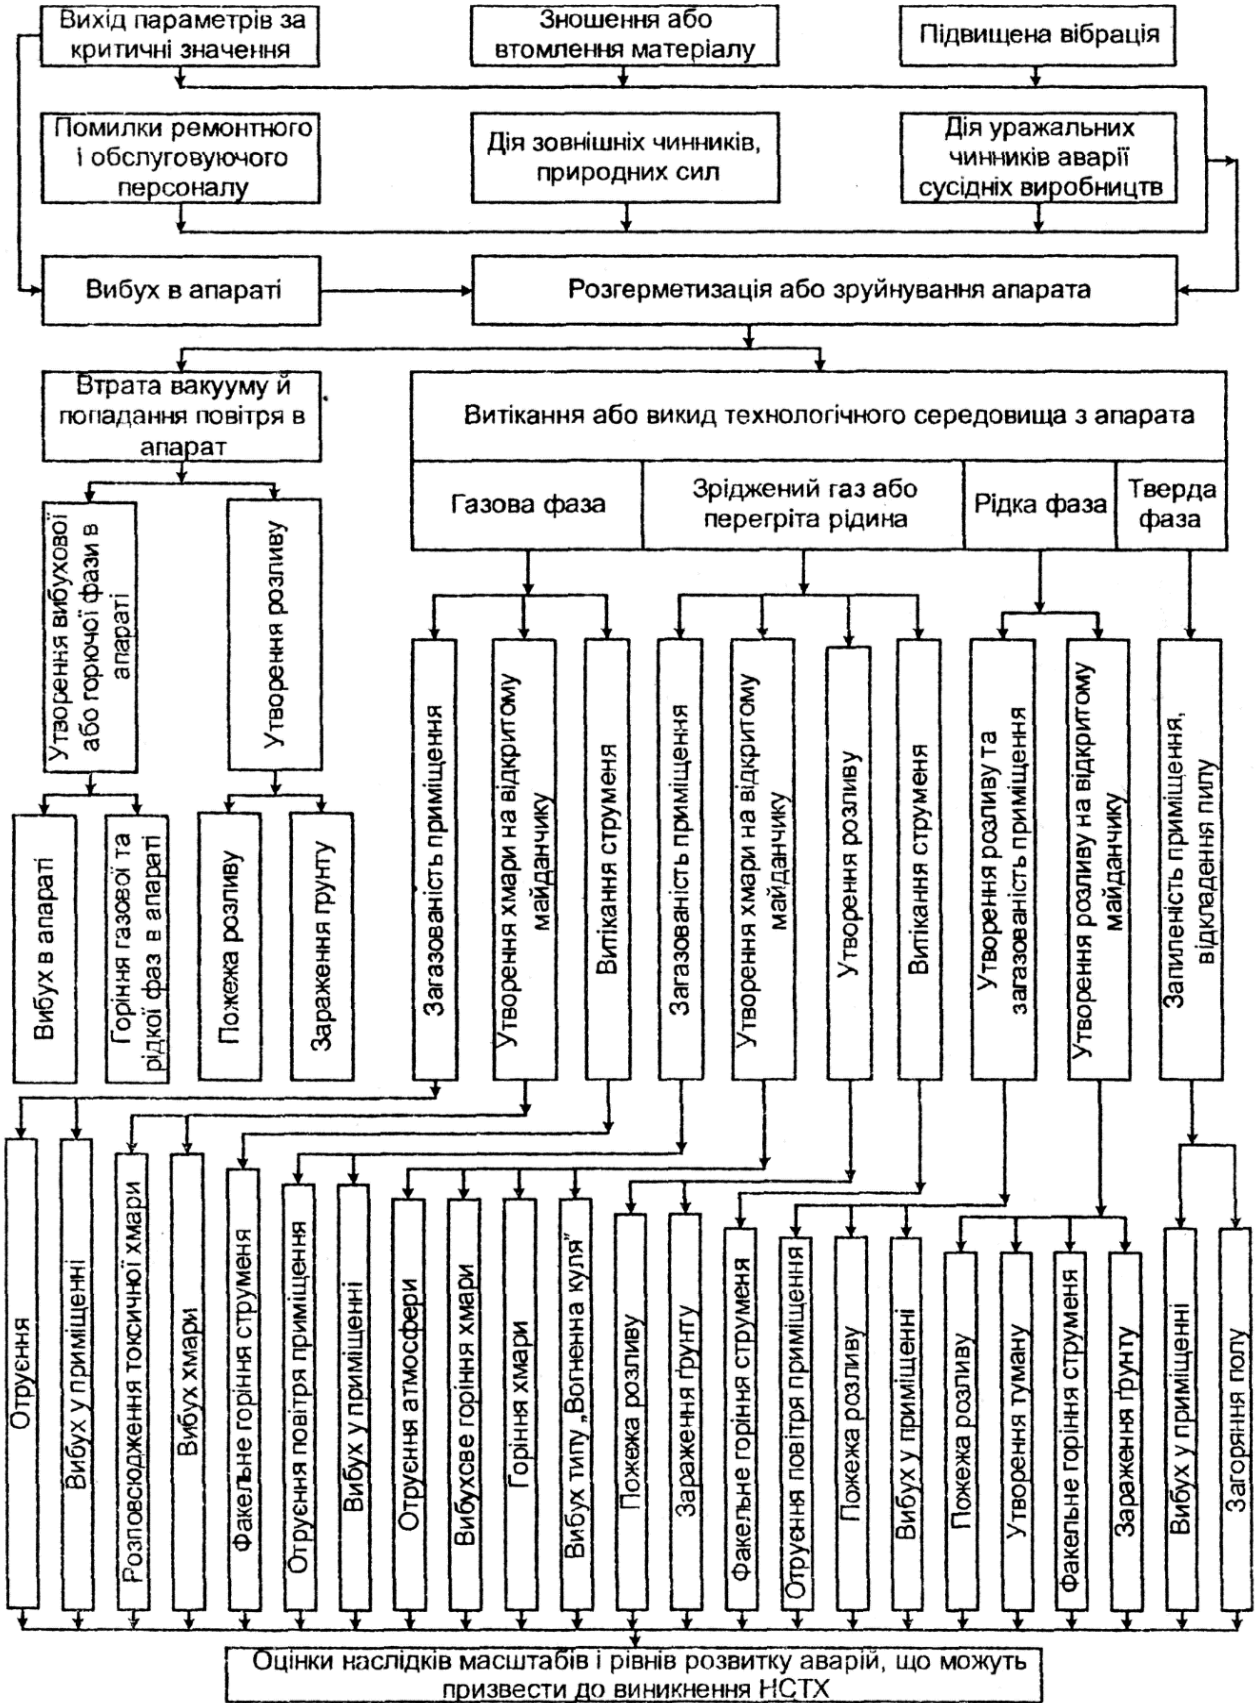 Вихід параметрів за
критичні значення
Зношення або
втомлення матеріалу
Підвищена вібрація
Помилки ремонтного
і обслуговуючого
персоналу
Дія зовнішніх чинників,
природних сил
Дія уражальних
чинників аварії
сусідніх виробництв
Вибух в апараті
Розгерметизація або зруйнування апарата
Втрата вакууму й
попадання повітря в
апарат
Витікання або викид технологічного середовища з апарата
Газова фаза
Зріджений газ або
перегріта рідина
Рідка фаза
Тверда
фаза
Утворення вибухової
або горючої фази в
апараті
Утворення розливу
Вибух в апараті
Горіння газової та
рідкої фаз в апараті
Пожежа розливу
Зараження ґрунту
Загазованість приміщення
Утворення хмари на відкритому
майданчику
Витікання струменя
Загазованість приміщення
Утворення хмари на відкритому
майданчику
Утворення розливу
Витікання струменя
Утворення розливу та
загазованість приміщення
Утворення розливу на відкритому
майданчику
Запиленість приміщення,
відкладення пилу
Отруєння
Вибух у приміщенні
Розповсюдження токсичної хмари
Вибух хмари
Факельне горіння струменя
Отруєння повітря приміщення
Вибух у приміщенні
Отруєння атмосфери
Вибухсве горіння хмари
Горіння хмари
Вибух типу „Вогненна куля”
Пожежа розливу
Зараження ґрунту
Факельне горіння струменя
Отруєння повітря приміщення
Пожежа розливу
Вибух у приміщенні
Пожежа розливу
Утворення туману
Факельне горіння струменя
Зараження ґрунту
Вибух у приміщенні
Загоряння полу
Оцінки наслідків масштабів і рівнів розвитку аварій, що можуть
призвести до виникнення НСТХ